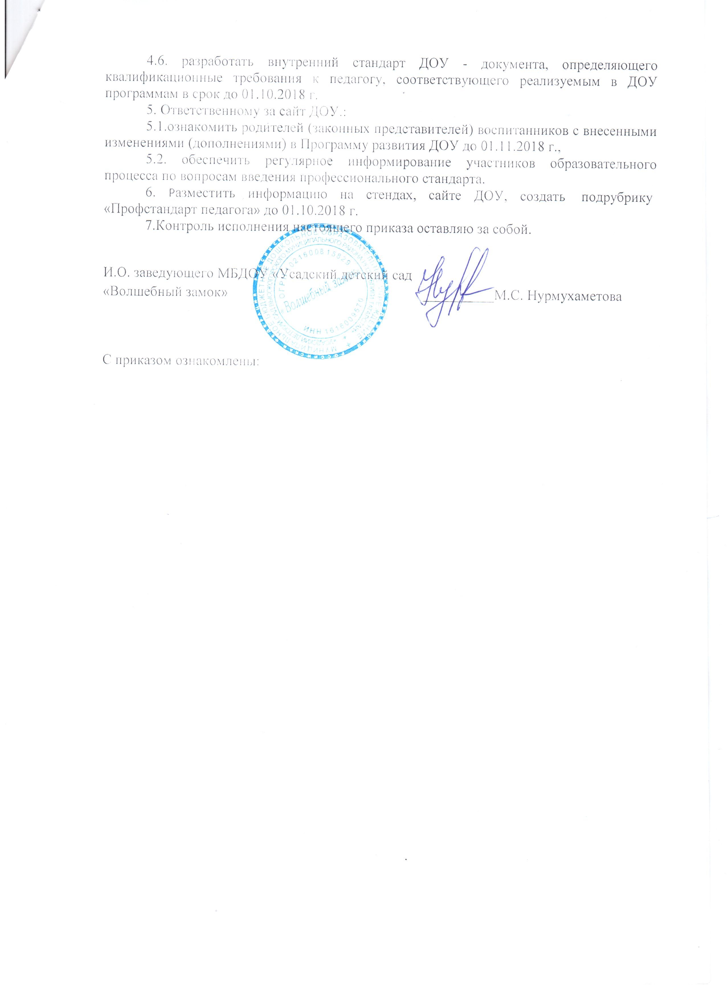 4.6. разработать внутренний стандарт ДОУ - документа, определяющего
квалификационные требования к педагогу, соответствующего реализуемым в ДОУ
программам в срок до 01.10.2018 г.
5. Ответственному за сайт ДОУ.:
5.1.ознакомить родителей (законных представителей) воспитанников с внесенными
изменениями (дополнениями) в Программу развития ДОУ до 01.11.2018 г.,
5.2. обеспечить регулярное информирование участников образовательного
процесса по вопросам введения профессионального стандарта.
6. Разместить информацию на стендах, сайте ДОУ, создать подрубрику
«Профстандарт педагога» до 01.10.2018 г.
7.Контроль исполнения настоящего приказа оставляю за собой.
И.О. заведующего МБДОУ «Усадский детский сад
«Волшебный замок»
М.С. Нурмухаметова
МУНИЦИПАЛЬНОЕ БЮДЖЕТНОЕ ДОШКОЛЬНОЕ ОБРАЗОВАТЕЛЬНОЕ УЧРЕЖДЕНИЕ
ВЫСОКОГОРСКОГО МУНИЦИПАЛЬНОГО РАЙОНА
Волшебный замок
ИНН 1616009570
С приказом ознакомлены: